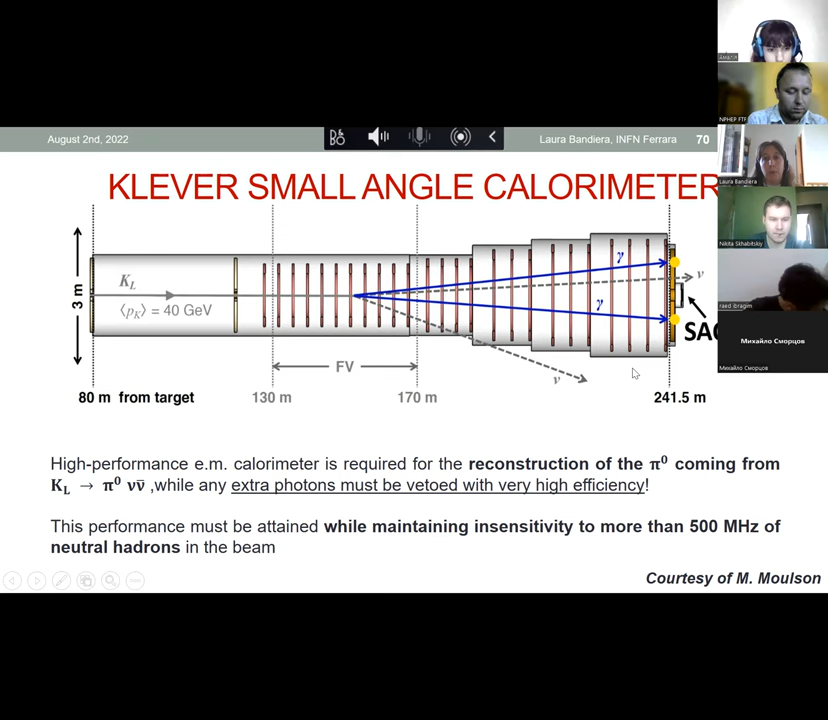 August 2nd, 2022
Laura Bandiera, INFN Ferrara 70
KLEVER SMALL ANGLE CALORIMETER
3 m
K_L
⟨p_K⟩ = 40 GeV
γ
γ
ν
ν
SAC
FV
80 m from target
130 m
170 m
241.5 m
High-performance e.m. calorimeter is required for the reconstruction of the π⁰ coming from
K_L → π⁰ νν̄ ,while any extra photons must be vetoed with very high efficiency!
This performance must be attained while maintaining insensitivity to more than 500 MHz of
neutral hadrons in the beam
Courtesy of M. Moulson
NPHEP FTF
Laura Bandiera
Nikita Skhabitskiy
raed ibragim
Михайло Сморцов
Михайло Сморцов